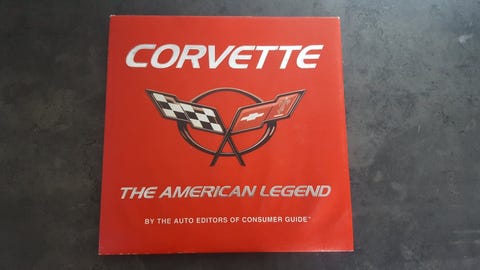 CORVETTE
THE AMERICAN LEGEND
BY THE AUTO EDITORS OF CONSUMER GUIDE™